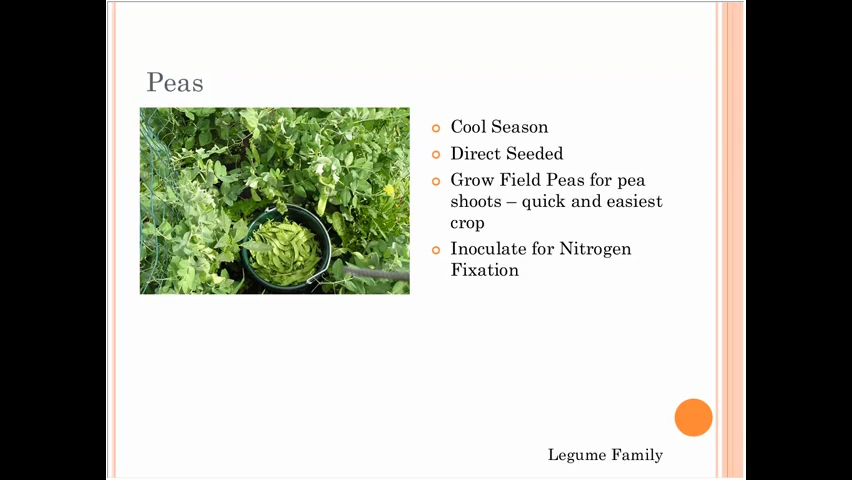 Peas
Cool Season
Direct Seeded
Grow Field Peas for pea
shoots – quick and easiest
crop
Inoculate for Nitrogen
Fixation
Legume Family